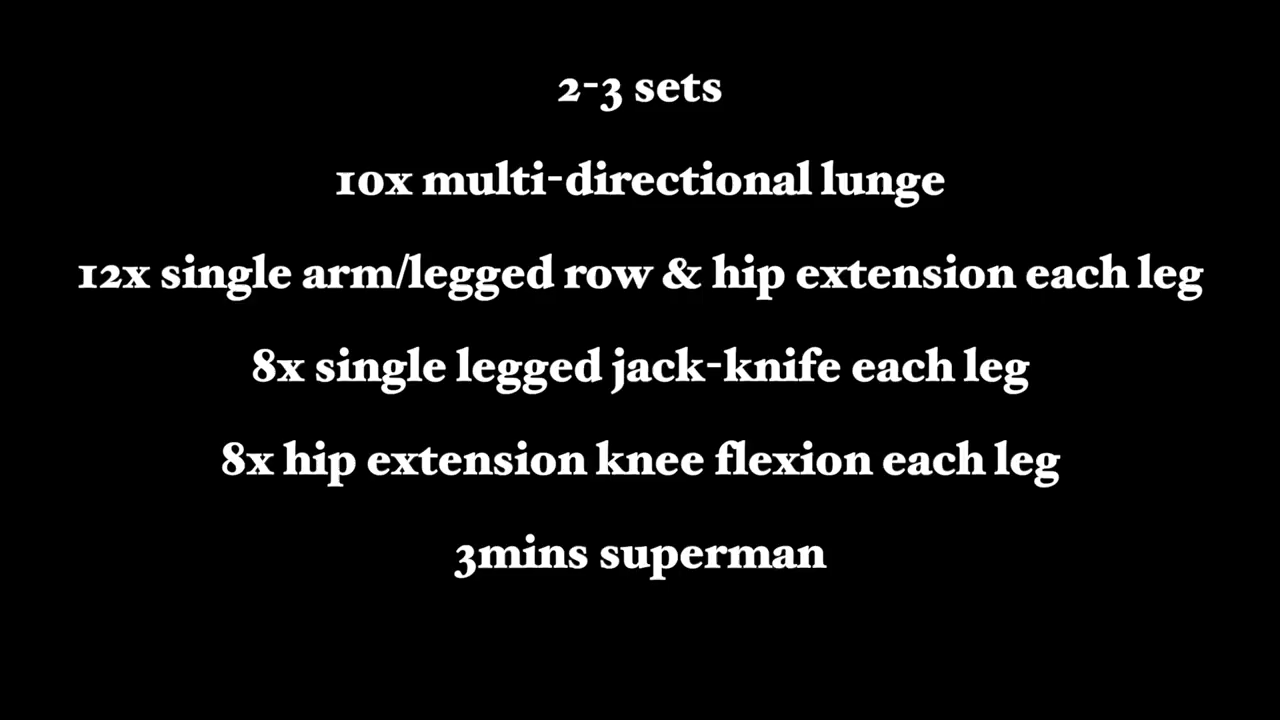 2-3 sets
10x multi-directional lunge
12x single arm/legged row & hip extension each leg
8x single legged jack-knife each leg
8x hip extension knee flexion each leg
3mins superman